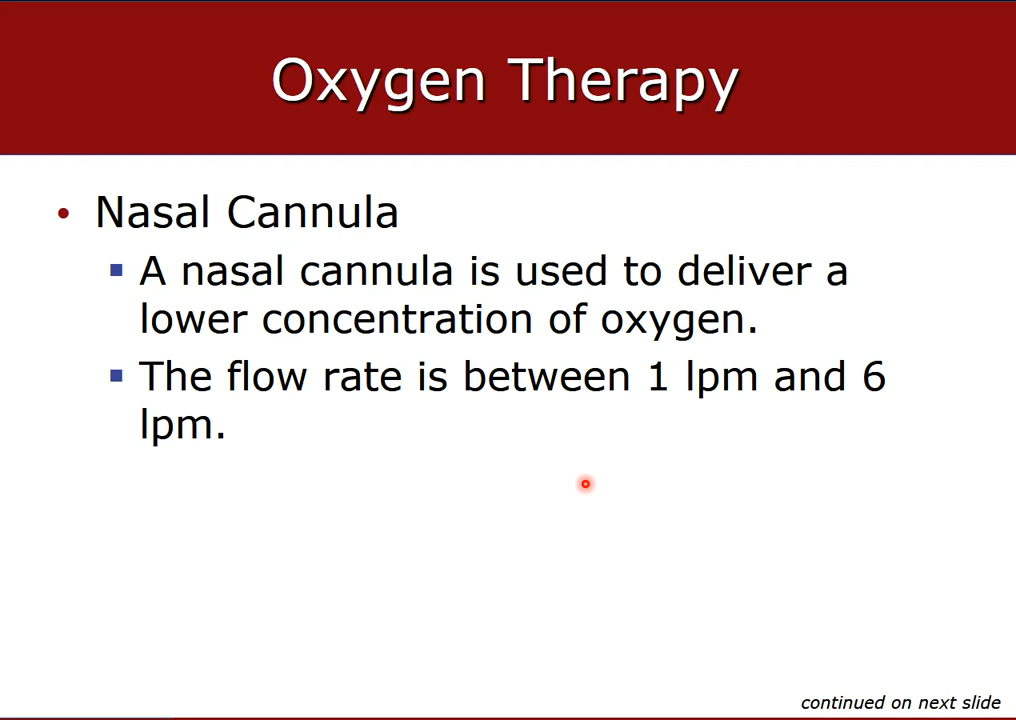 Oxygen Therapy
• Nasal Cannula
▪ A nasal cannula is used to deliver a
lower concentration of oxygen.
▪ The flow rate is between 1 lpm and 6
lpm.
continued on next slide